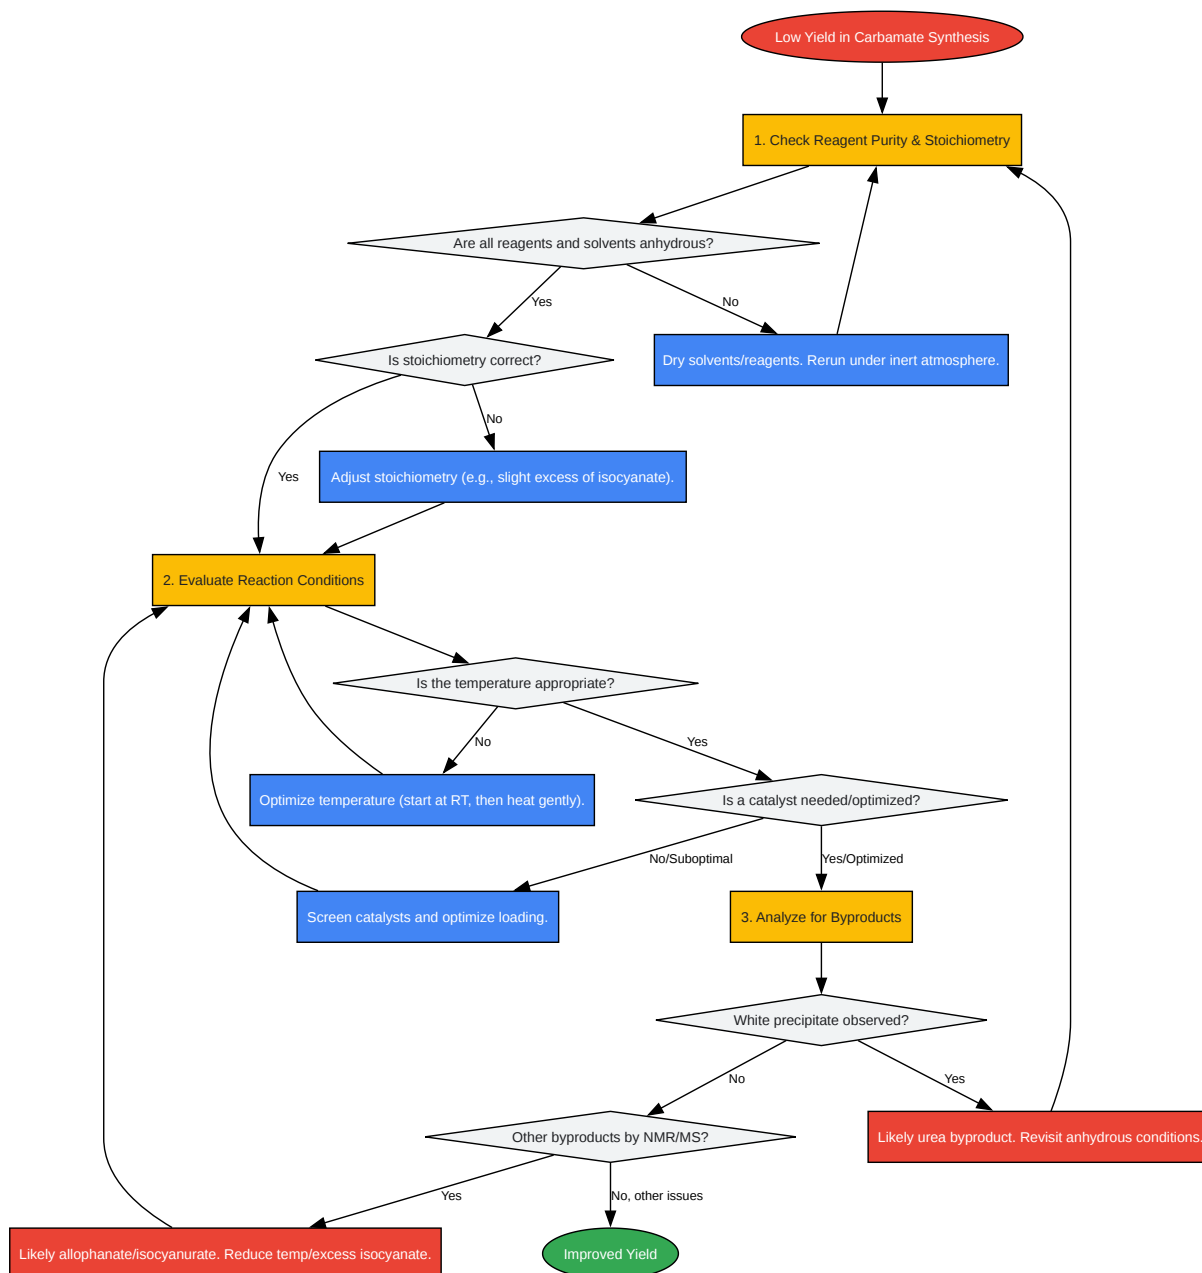 Low Yield in Carbamate Synthesis
1. Check Reagent Purity & Stoichiometry
Are all reagents and solvents anhydrous?
Yes
No
Is stoichiometry correct?
Dry solvents/reagents. Rerun under inert atmosphere.
No
Yes
Adjust stoichiometry (e.g., slight excess of isocyanate).
2. Evaluate Reaction Conditions
Is the temperature appropriate?
No
Yes
Optimize temperature (start at RT, then heat gently).
Is a catalyst needed/optimized?
No/Suboptimal
Yes/Optimized
Screen catalysts and optimize loading.
3. Analyze for Byproducts
White precipitate observed?
No
Yes
Other byproducts by NMR/MS?
Likely urea byproduct. Revisit anhydrous conditions.
Yes
No, other issues
Likely allophanate/isocyanurate. Reduce temp/excess isocyanate.
Improved Yield